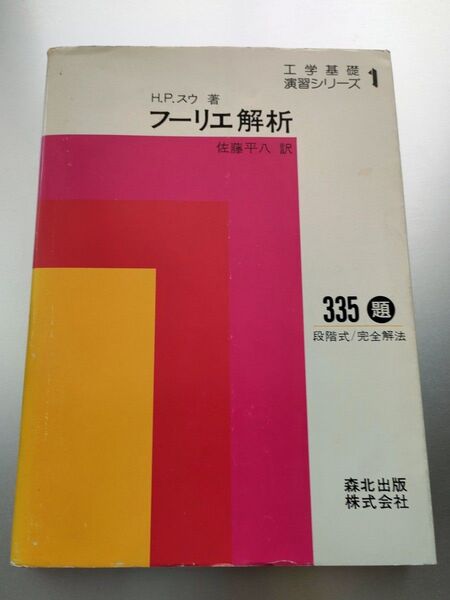 工学基礎
演習シリーズ 1
H.P.スウ 著
フーリエ解析
佐藤平八 訳
335 題
段階式/完全解法
森北出版
株式会社